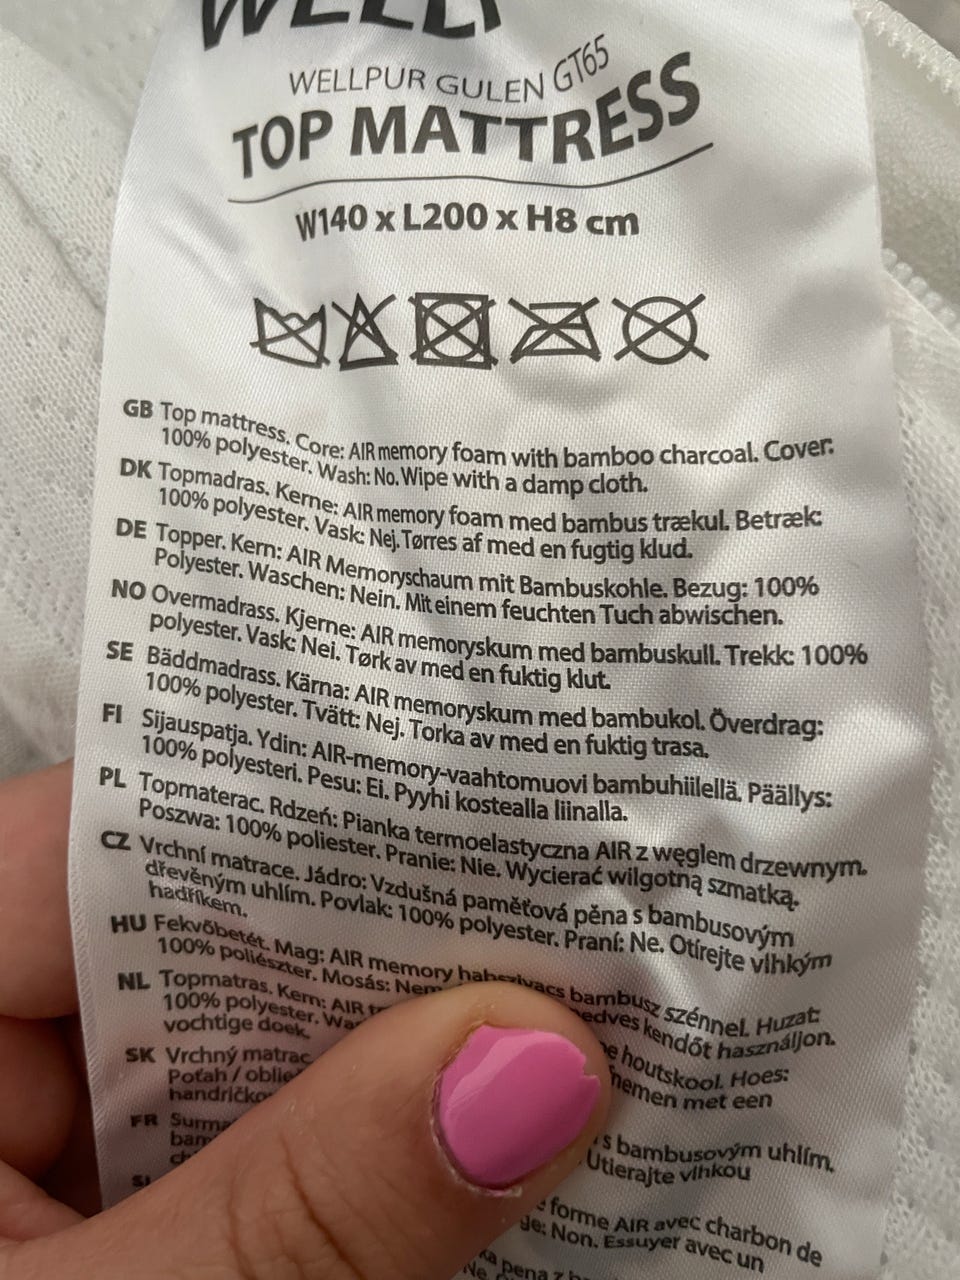 WELLPUR GULEN GT65
TOP MATTRESS
W140 x L200 x H8 cm
GB Top mattress. Core: AIR memory foam with bamboo charcoal. Cover:
100% polyester. Wash: No. Wipe with a damp cloth.
DK Topmadras. Kerne: AIR memory foam med bambus trækul. Betræk:
100% polyester. Vask: Nej. Tørres af med en fugtig klud.
DE Topper. Kern: AIR Memoryschaum mit Bambuskohle. Bezug: 100%
Polyester. Waschen: Nein. Mit einem feuchten Tuch abwischen.
NO Overmadrass. Kjerne: AIR memoryskum med bambuskull. Trekk: 100%
polyester. Vask: Nei. Tørk av med en fuktig klut.
SE Bäddmadrass. Kärna: AIR memoryskum med bambukol. Överdrag:
100% polyester. Tvätt: Nej. Torka av med en fuktig trasa.
FI Sijauspatja. Ydin: AIR-memory-vaahtomuovi bambuhiilellä. Päällys:
100% polyesteri. Pesu: Ei. Pyyhi kostealla liinalla.
PL Topmaterac. Rdzeń: Pianka termoelastyczna AIR z węglem drzewnym.
Poszwa: 100% poliester. Pranie: Nie. Wycierać wilgotną szmatką.
CZ Vrchní matrace. Jádro: Vzdušná paměťová pěna s bambusovým
dřevěným uhlím. Povlak: 100% polyester. Praní: Ne. Otírejte vlhkým
hadříkem.
HU Fekvőbetét. Mag: AIR memory habszivacs bambusz szénnel. Huzat:
100% poliészter. Mosás: Nem kendőt használjon.
NL Topmatras. Kern: AIR houtskool. Hoes:
100% polyester. met een
vochtige doek.
SK Vrchný matrac s bambusovým uhlím.
Poťah / Utierajte vlhkou
FR forme AIR avec charbon de
Non. Essuyer avec un
pena z